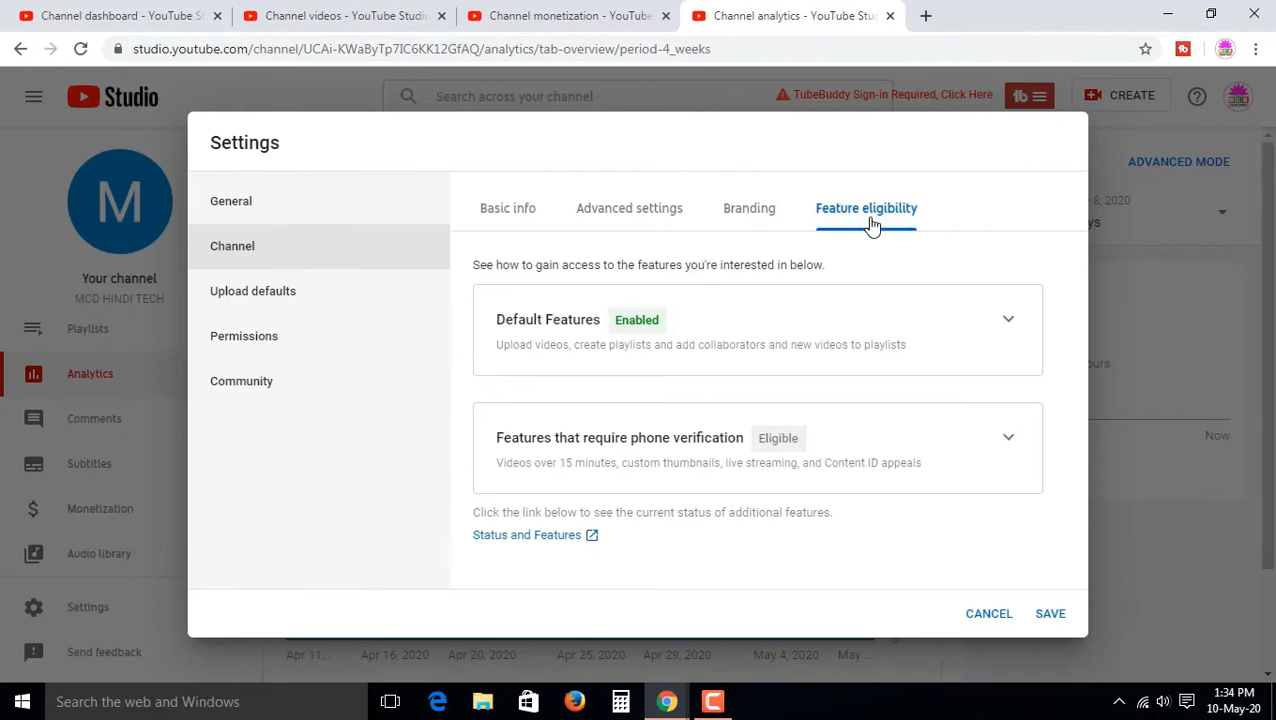 Channel dashboard - YouTube St
Channel videos - YouTube Studio
Channel monetization - YouTube
Channel analytics - YouTube Stud
studio.youtube.com/channel/UCAi-KWaByTp7IC6KK12GfAQ/analytics/tab-overview/period-4_weeks
Studio
Search across your channel
TubeBuddy Sign-in Required, Click Here
CREATE
Settings
ADVANCED MODE
General
Basic info
Advanced settings
Branding
Feature eligibility
8, 2020
ys
M
Channel
See how to gain access to the features you're interested in below.
Your channel
MCD HINDI TECH
Upload defaults
Default Features Enabled
Upload videos, create playlists and add collaborators and new videos to playlists
Playlists
Permissions
Analytics
Community
ours
Comments
Features that require phone verification Eligible
Videos over 15 minutes, custom thumbnails, live streaming, and Content ID appeals
Now
Subtitles
Monetization
Click the link below to see the current status of additional features.
Status and Features
Audio library
Settings
CANCEL
SAVE
Send feedback
0
Apr 11,...
Apr 16, 2020
Apr 20, 2020
Apr 25, 2020
Apr 29, 2020
May 4, 2020
May ...
Search the web and Windows
1:34 PM
10-May-20